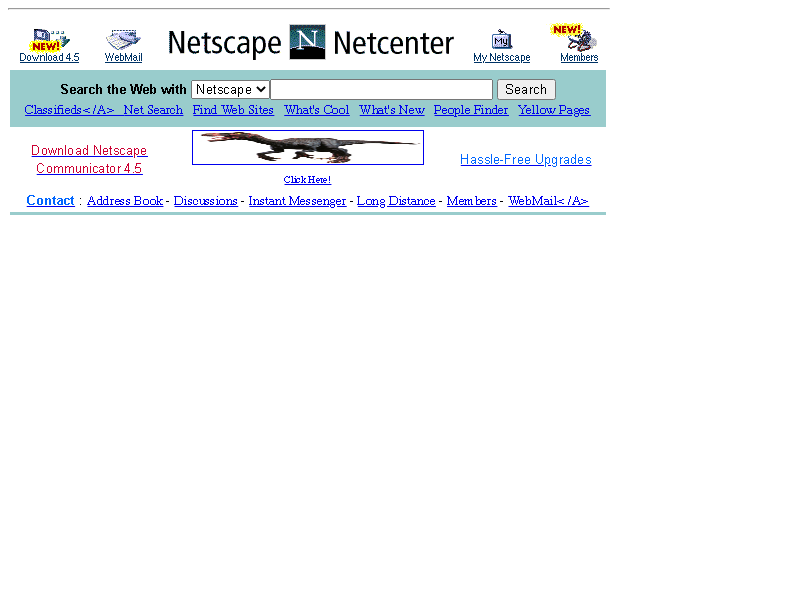 NEW! Download 4.5 WebMail Netscape N Netcenter My My Netscape NEW! Members
Search the Web with Netscape Search
Classifieds</A> Net Search Find Web Sites What's Cool What's New People Finder Yellow Pages
Download Netscape
Communicator 4.5
Click Here!
Hassle-Free Upgrades
Contact : Address Book - Discussions - Instant Messenger - Long Distance - Members - WebMail</A>